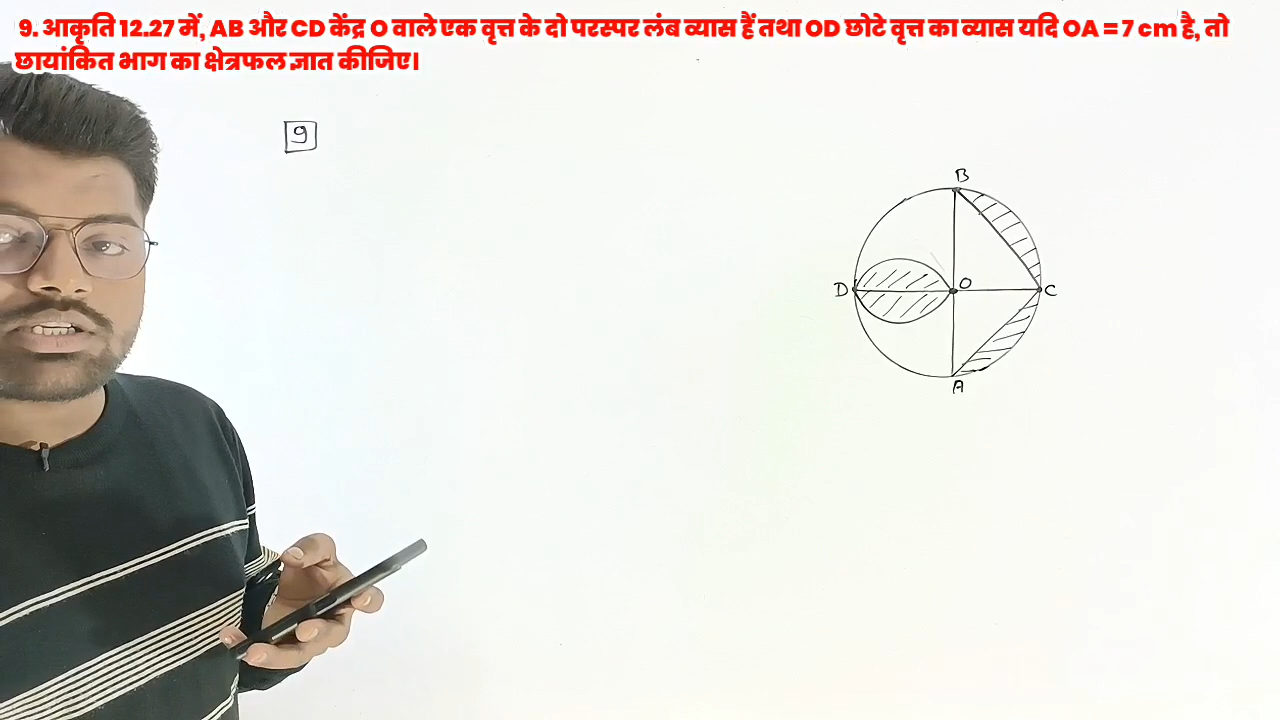 9. आकृति 12.27 में, AB और CD केंद्र O वाले एक वृत्त के दो परस्पर लंब व्यास हैं तथा OD छोटे वृत्त का व्यास यदि OA = 7 cm है, तो
छायांकित भाग का क्षेत्रफल ज्ञात कीजिए।
9
B
D
O
C
A